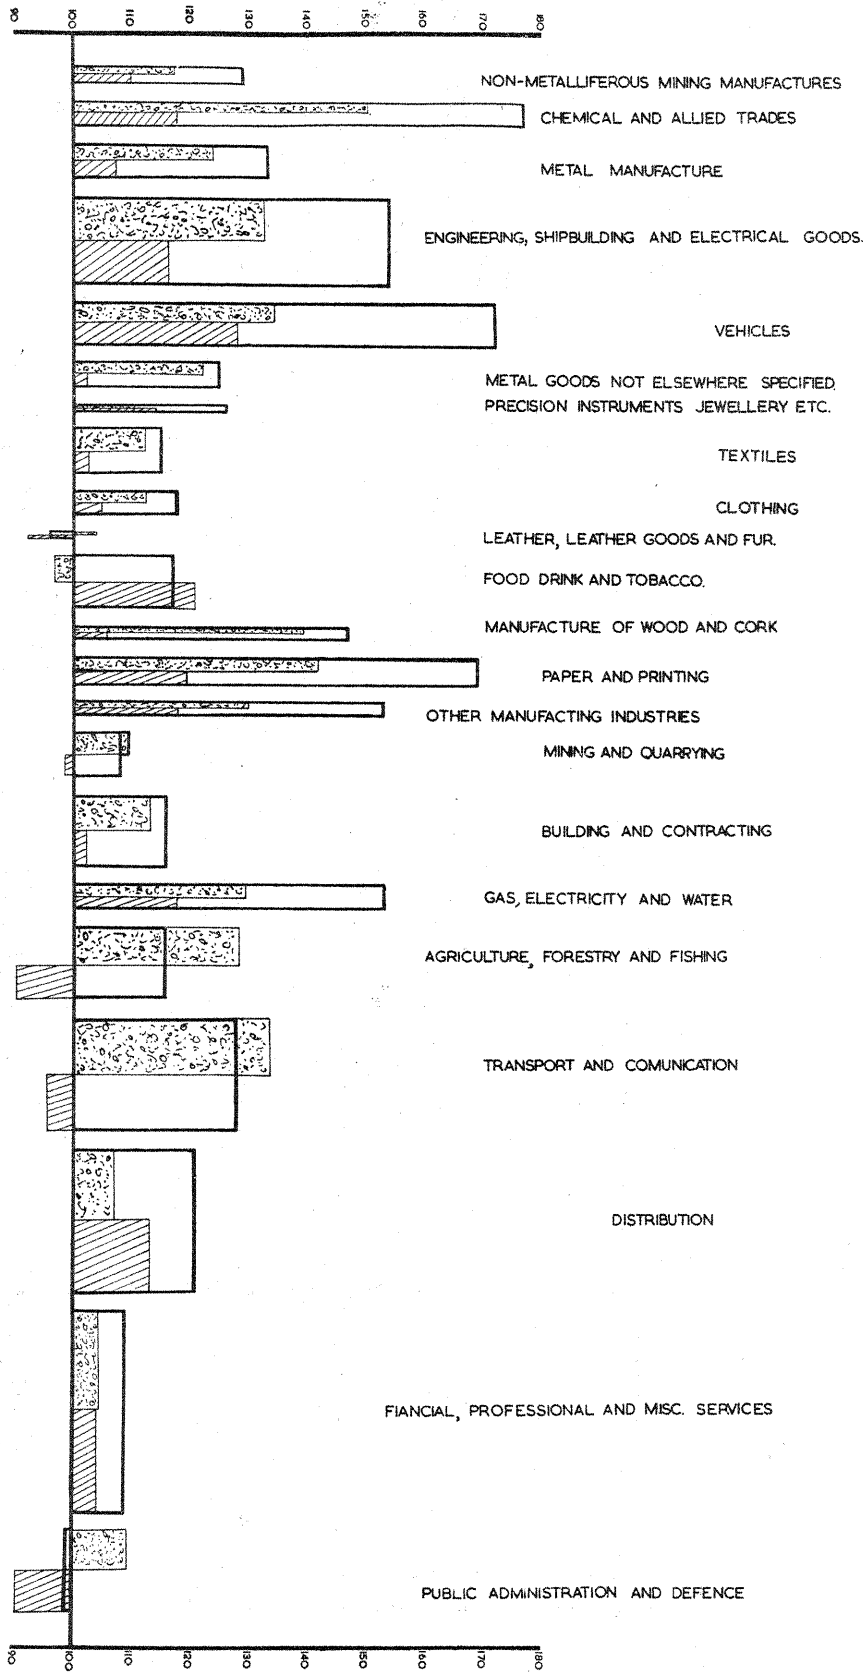 90 100 110 120 130 140 150 160 170 180
NON-METALLIFEROUS MINING MANUFACTURES
CHEMICAL AND ALLIED TRADES
METAL MANUFACTURE
ENGINEERING, SHIPBUILDING AND ELECTRICAL GOODS.
VEHICLES
METAL GOODS NOT ELSEWHERE SPECIFIED.
PRECISION INSTRUMENTS JEWELLERY ETC.
TEXTILES
CLOTHING
LEATHER, LEATHER GOODS AND FUR.
FOOD DRINK AND TOBACCO.
MANUFACTURE OF WOOD AND CORK
PAPER AND PRINTING
OTHER MANUFACTING INDUSTRIES
MINING AND QUARRYING
BUILDING AND CONTRACTING
GAS, ELECTRICITY AND WATER
AGRICULTURE, FORESTRY AND FISHING
TRANSPORT AND COMUNICATION
DISTRIBUTION
FIANCIAL, PROFESSIONAL AND MISC. SERVICES
PUBLIC ADMINISTRATION AND DEFENCE
90 100 110 120 130 140 150 160 170 180